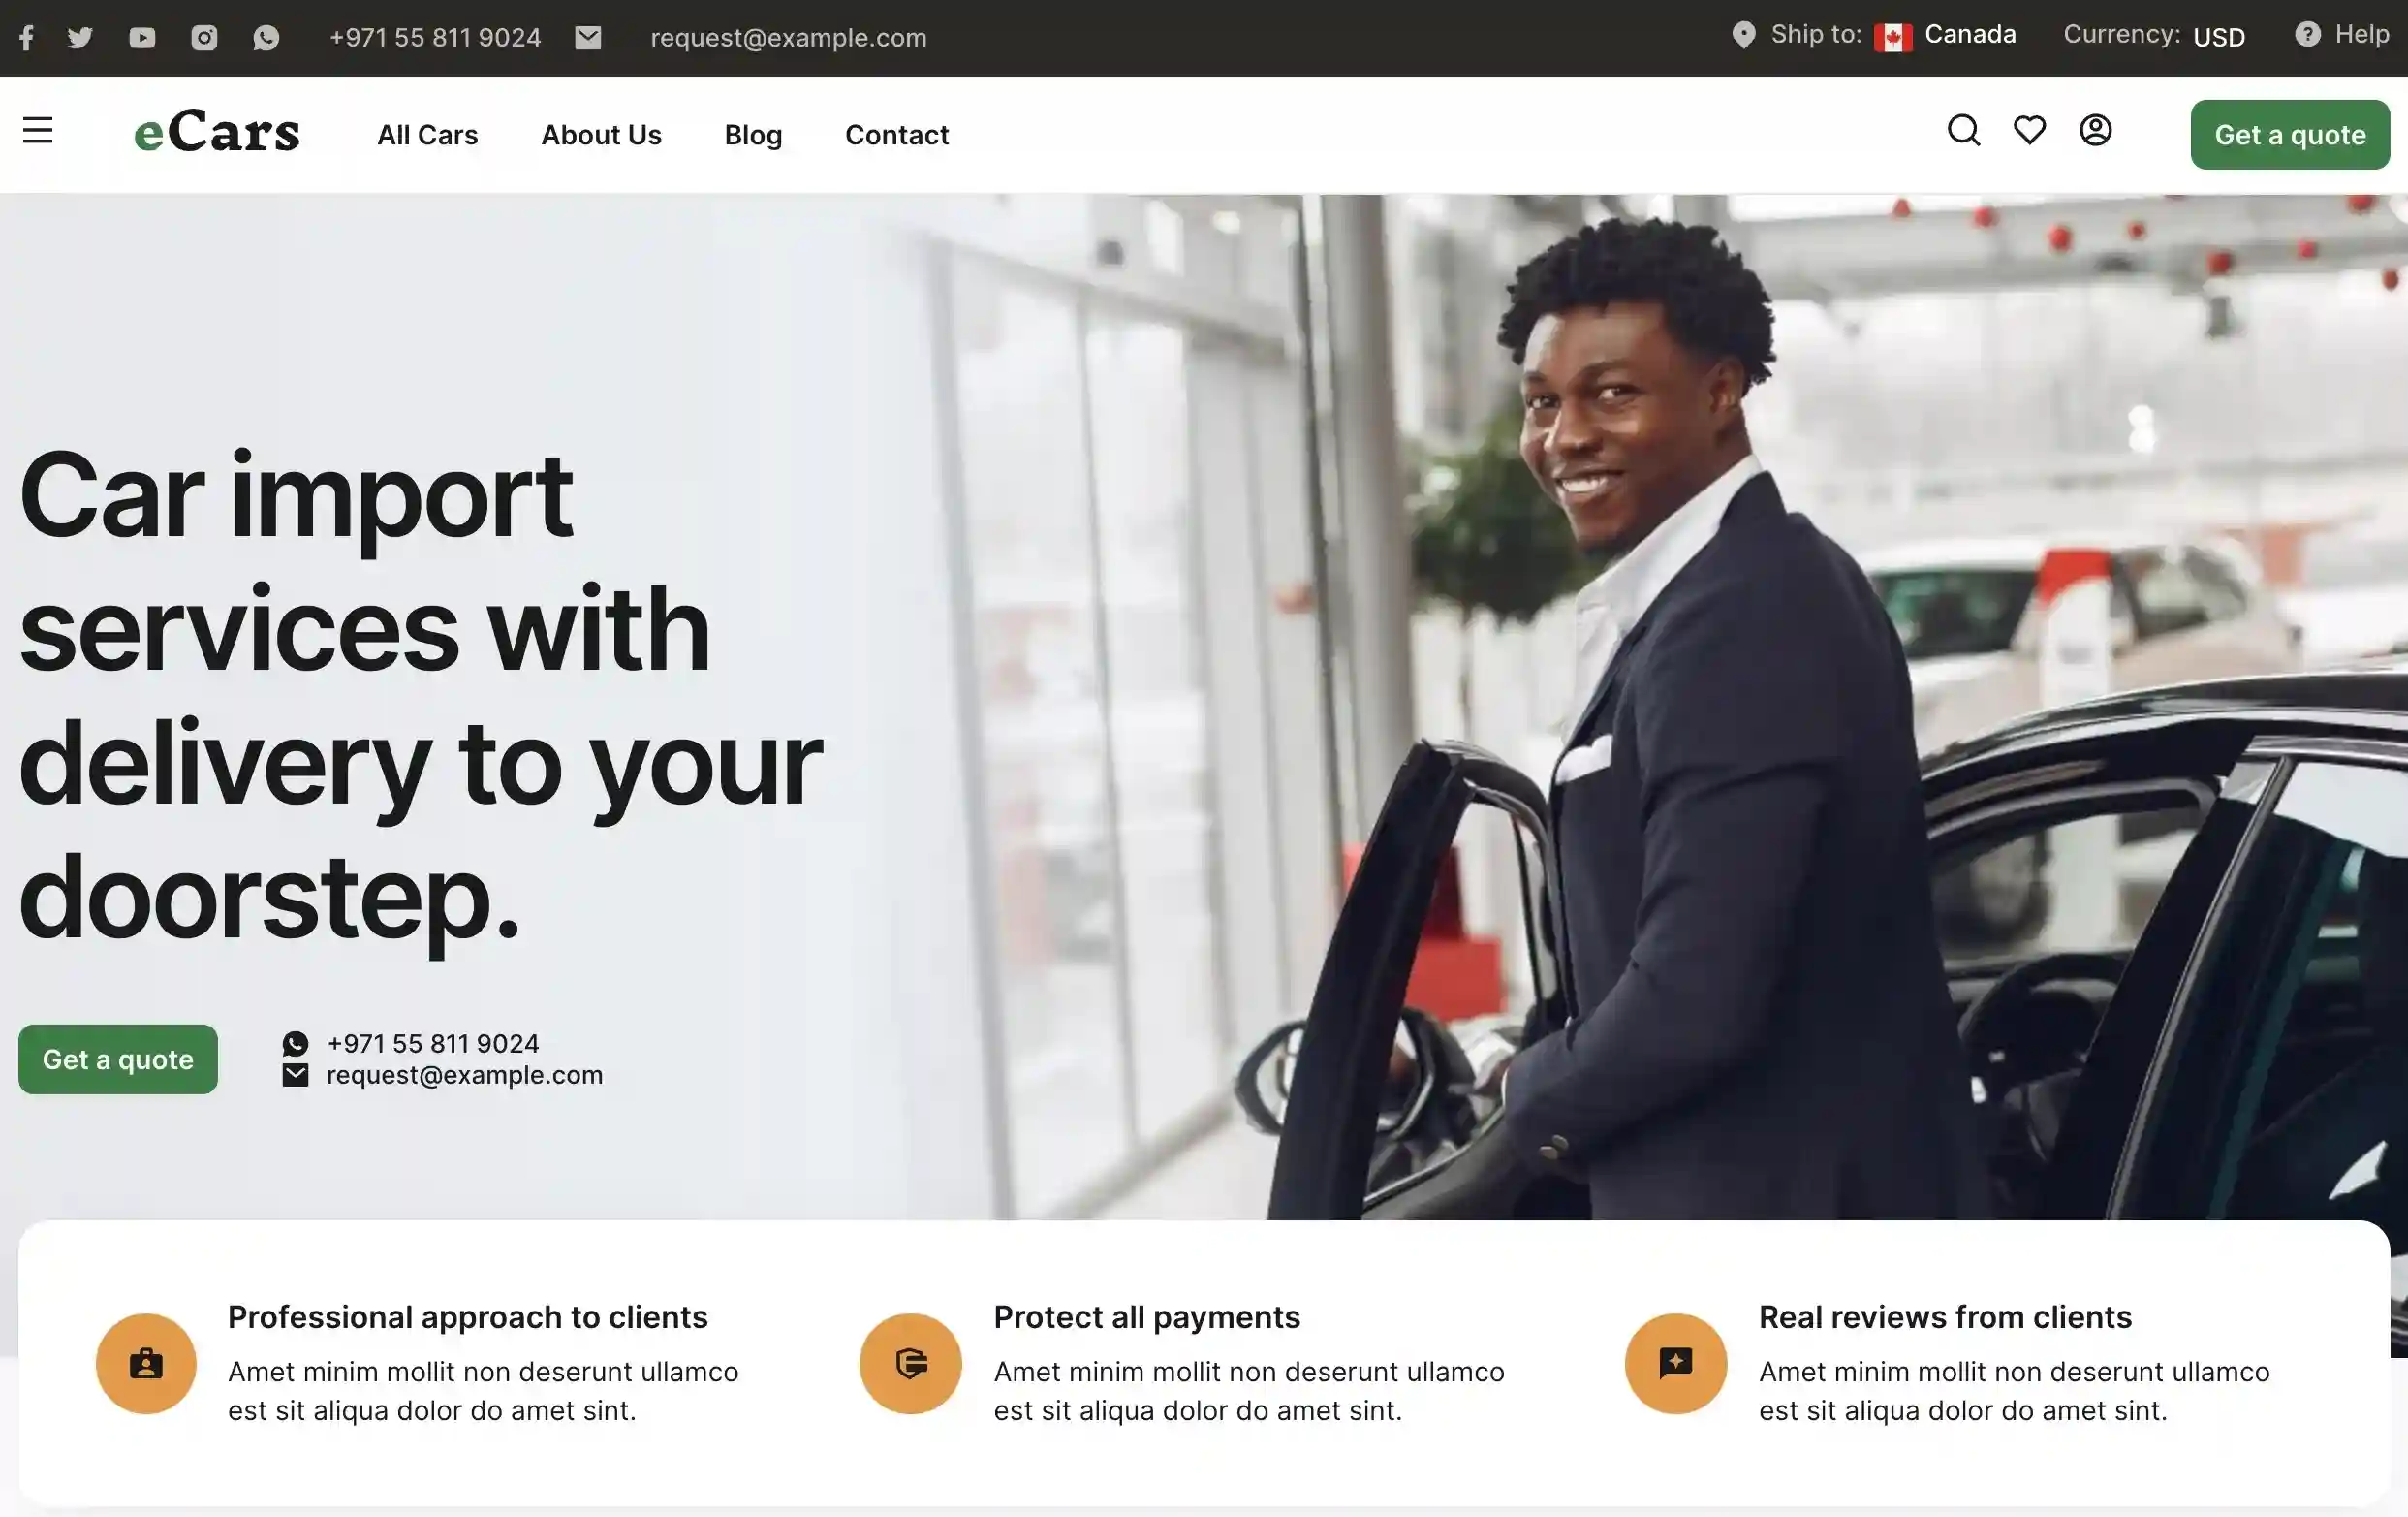 +971 55 811 9024 request@example.com Ship to: Canada Currency: USD Help
eCars All Cars About Us Blog Contact Get a quote
Car import
services with
delivery to your
doorstep.
Get a quote
+971 55 811 9024
request@example.com
Professional approach to clients
Amet minim mollit non deserunt ullamco
est sit aliqua dolor do amet sint.
Protect all payments
Amet minim mollit non deserunt ullamco
est sit aliqua dolor do amet sint.
Real reviews from clients
Amet minim mollit non deserunt ullamco
est sit aliqua dolor do amet sint.